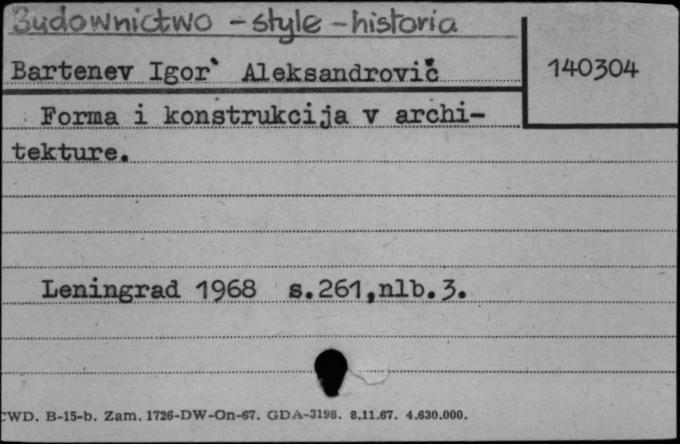 Budownictwo - style - historia
Bartenev Igor` Aleksandrovič
140304
Forma i konstrukcija v archi-
tekture.
Leningrad 1968 s.261,nlb.3.
CWD. B-15-b. Zam. 1726-DW-On-67. GDA-3198. 8.11.67. 4.630.000.